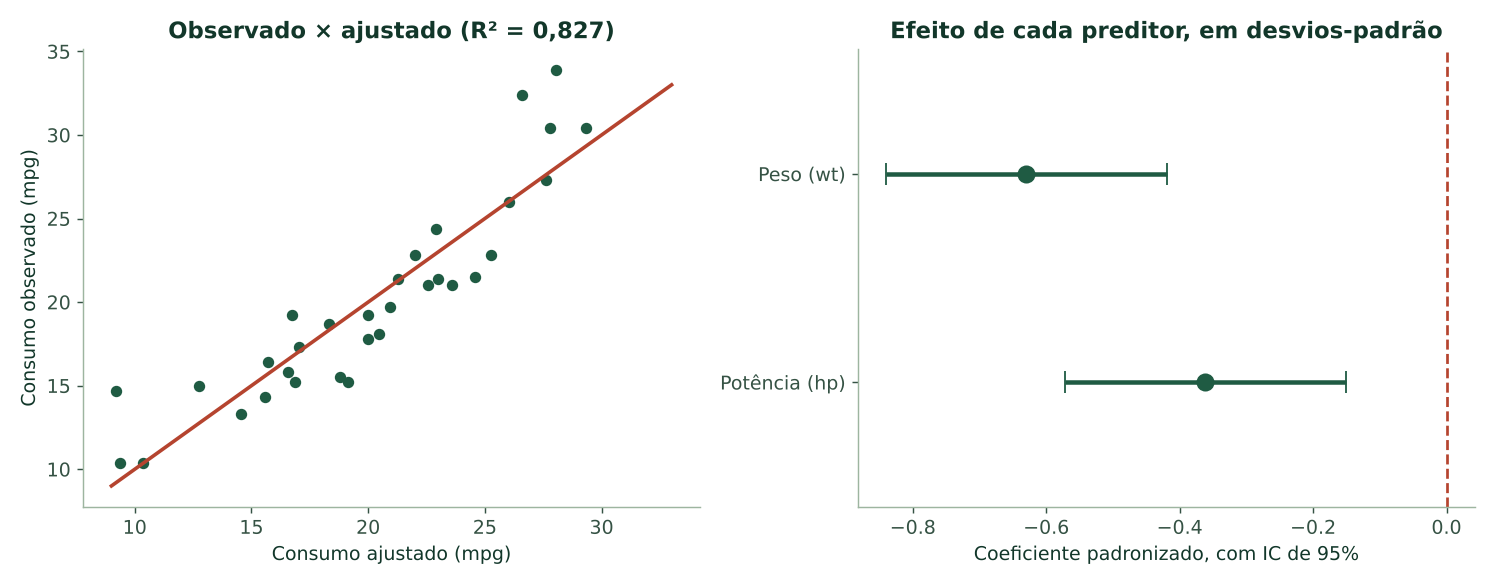 Observado × ajustado (R² = 0,827)
35
30
25
20
15
10
Consumo observado (mpg)
10 15 20 25 30
Consumo ajustado (mpg)
Efeito de cada preditor, em desvios-padrão
Peso (wt)
Potência (hp)
−0.8 −0.6 −0.4 −0.2 0.0
Coeficiente padronizado, com IC de 95%